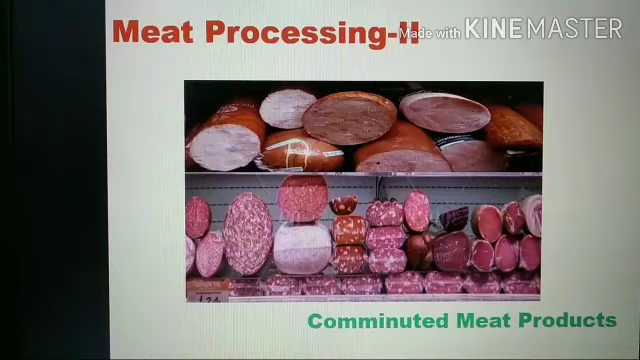 Meat Processing-II
Made with KINEMASTER
Comminuted Meat Products